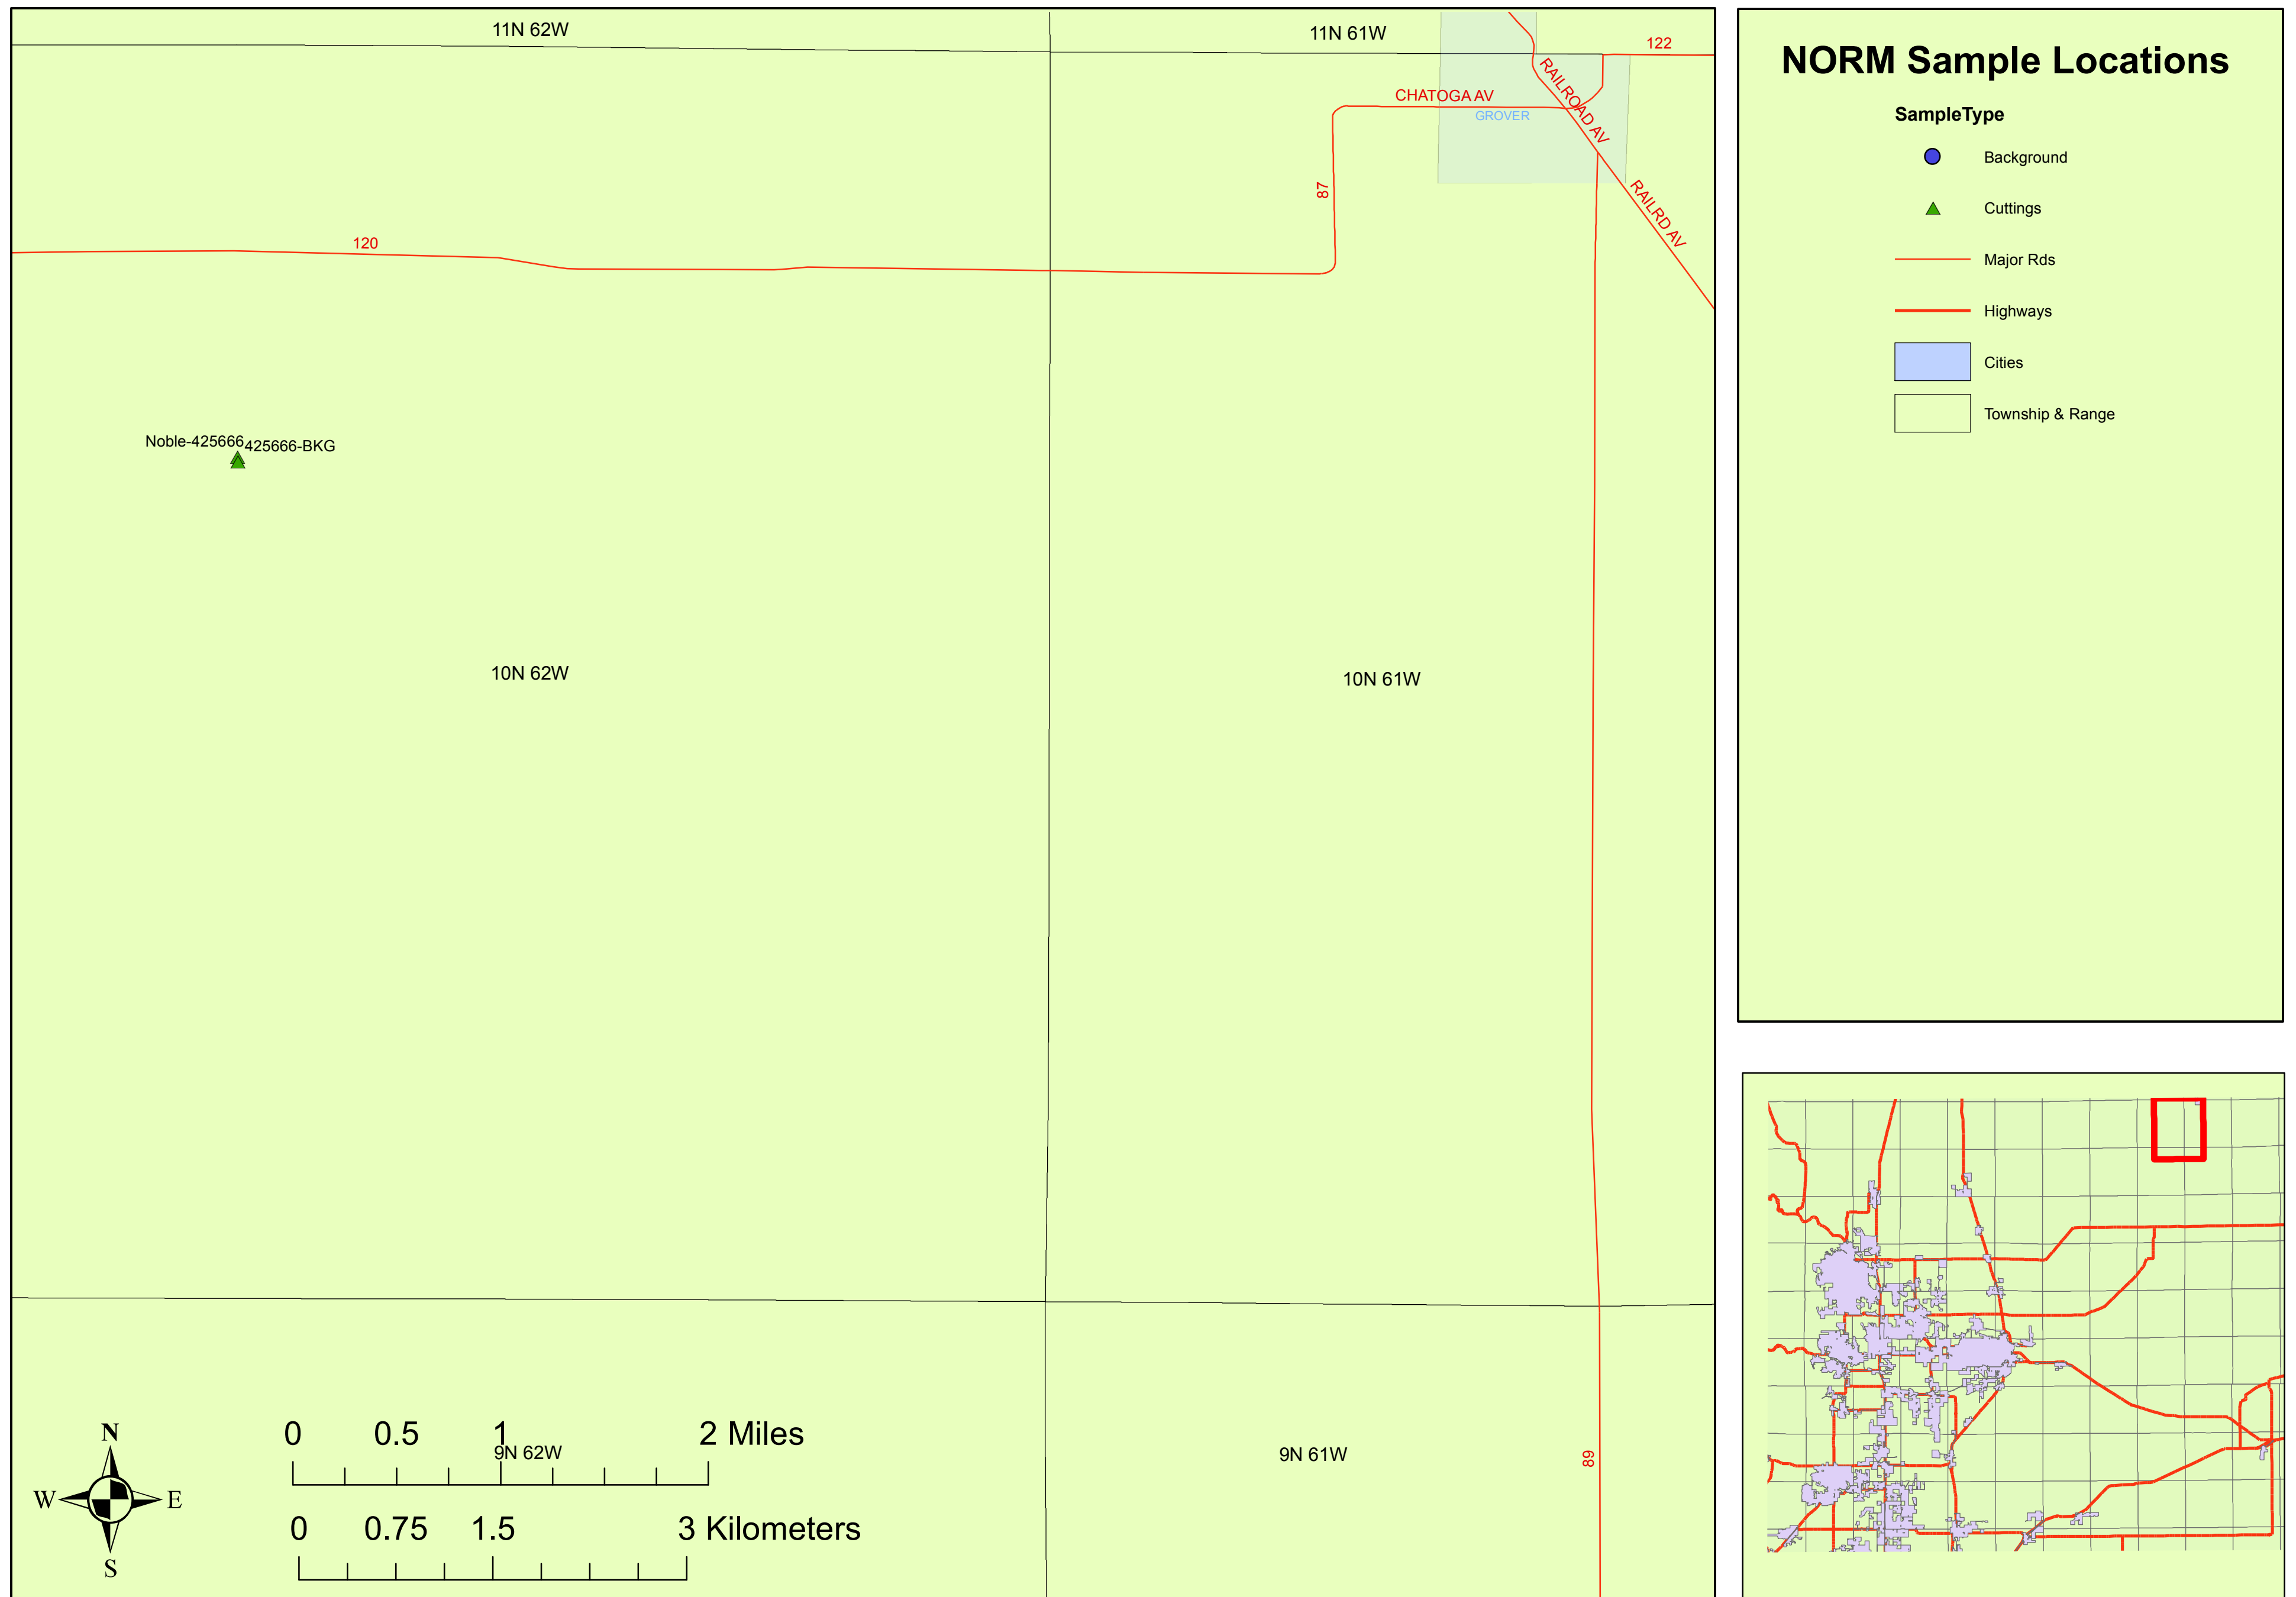 11N 62W
11N 61W
122
RAILROAD AV
CHATOGA AV
GROVER
87
RAILRD AV
120
Noble-425666
425666-BKG
10N 62W
10N 61W
9N 62W
9N 61W
89
N
W E
S
0 0.5 1 2 Miles
0 0.75 1.5 3 Kilometers
NORM Sample Locations
SampleType
Background
Cuttings
Major Rds
Highways
Cities
Township & Range